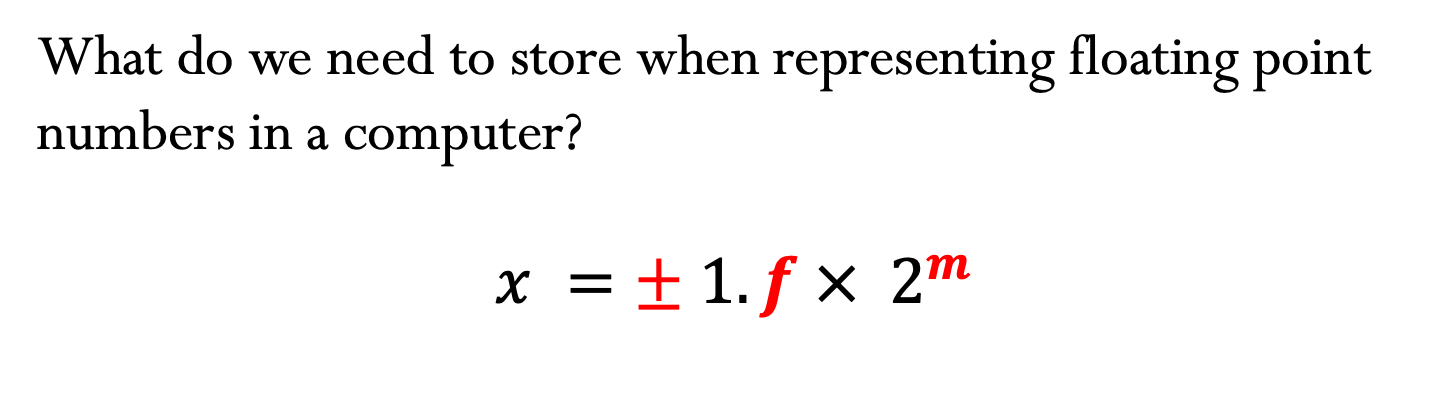 What do we need to store when representing floating point
numbers in a computer?
x = ± 1. f × 2^m